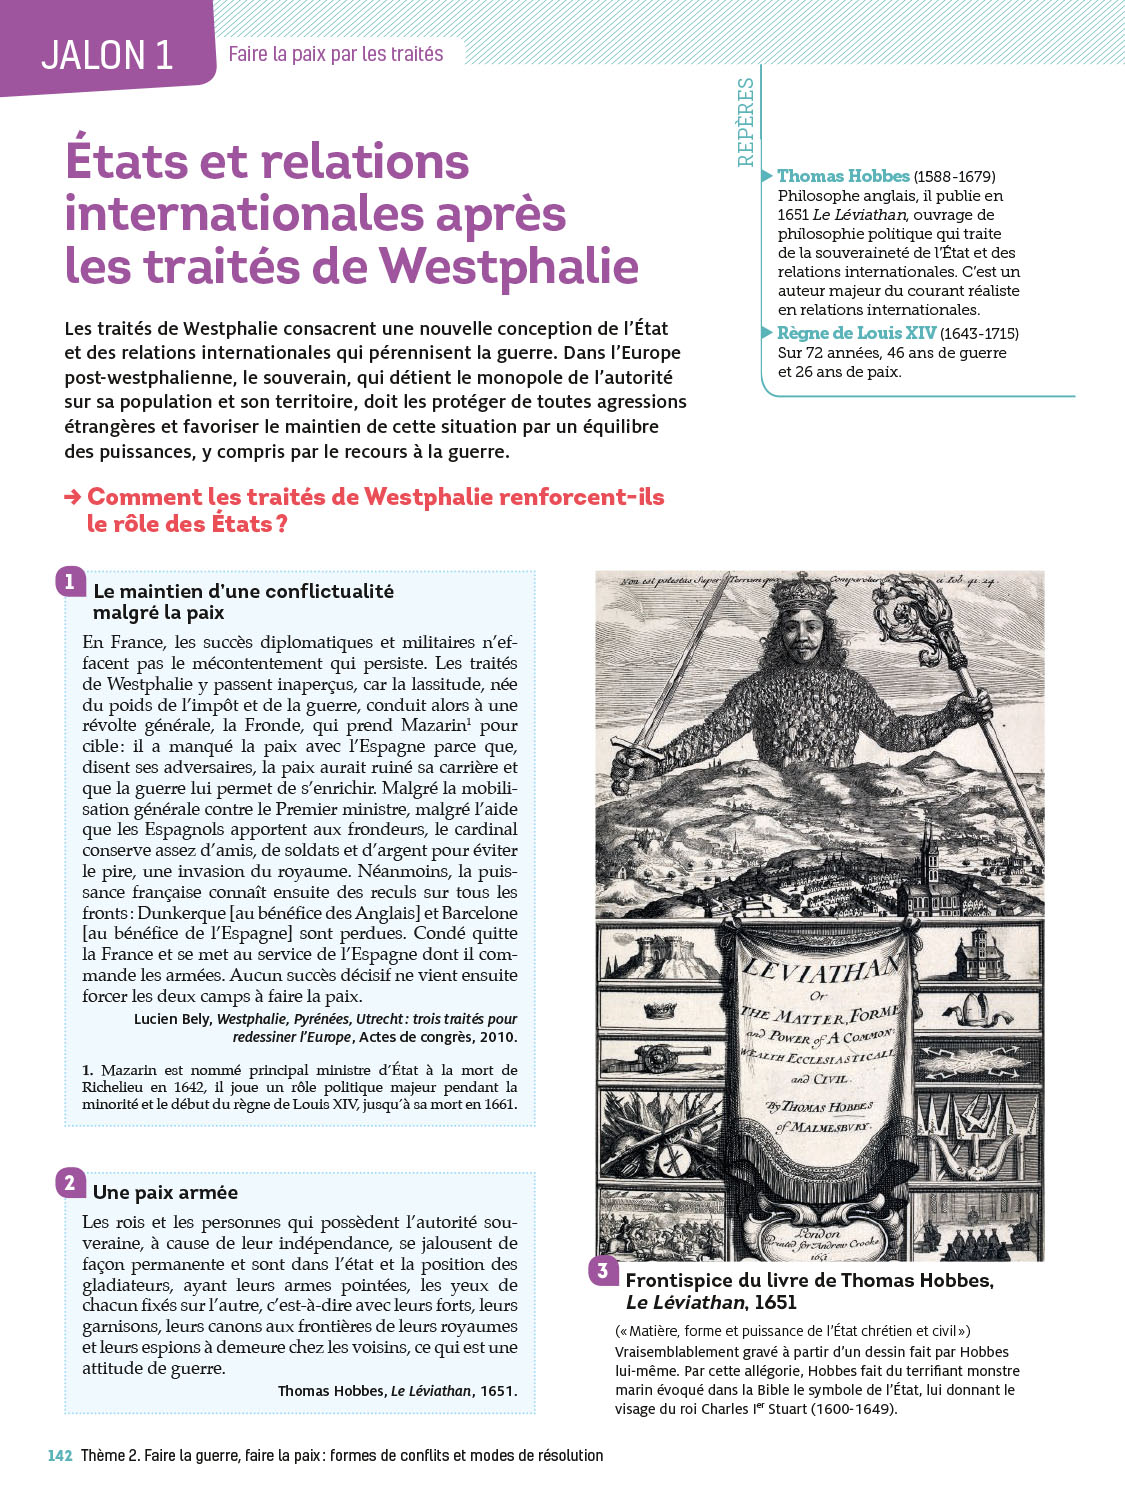 JALON 1
Faire la paix par les traités
États et relations
internationales après
les traités de Westphalie
Les traités de Westphalie consacrent une nouvelle conception de l'État
et des relations internationales qui pérennisent la guerre. Dans l'Europe
post-westphalienne, le souverain, qui détient le monopole de l'autorité
sur sa population et son territoire, doit les protéger de toutes agressions
étrangères et favoriser le maintien de cette situation par un équilibre
des puissances, y compris par le recours à la guerre.
→ Comment les traités de Westphalie renforcent-ils
le rôle des États ?
REPÈRES
Thomas Hobbes (1588-1679)
Philosophe anglais, il publie en
1651 Le Léviathan, ouvrage de
philosophie politique qui traite
de la souveraineté de l'État et des
relations internationales. C'est un
auteur majeur du courant réaliste
en relations internationales.
Règne de Louis XIV (1643-1715)
Sur 72 années, 46 ans de guerre
et 26 ans de paix.
1
Le maintien d'une conflictualité
malgré la paix
En France, les succès diplomatiques et militaires n'ef-
facent pas le mécontentement qui persiste. Les traités
de Westphalie y passent inaperçus, car la lassitude, née
du poids de l'impôt et de la guerre, conduit alors à une
révolte générale, la Fronde, qui prend Mazarin¹ pour
cible : il a manqué la paix avec l'Espagne parce que,
disent ses adversaires, la paix aurait ruiné sa carrière et
que la guerre lui permet de s'enrichir. Malgré la mobili-
sation générale contre le Premier ministre, malgré l'aide
que les Espagnols apportent aux frondeurs, le cardinal
conserve assez d'amis, de soldats et d'argent pour éviter
le pire, une invasion du royaume. Néanmoins, la puis-
sance française connaît ensuite des reculs sur tous les
fronts : Dunkerque [au bénéfice des Anglais] et Barcelone
[au bénéfice de l'Espagne] sont perdues. Condé quitte
la France et se met au service de l'Espagne dont il com-
mande les armées. Aucun succès décisif ne vient ensuite
forcer les deux camps à faire la paix.
Lucien Bely, Westphalie, Pyrénées, Utrecht : trois traités pour
redessiner l'Europe, Actes de congrès, 2010.
1. Mazarin est nommé principal ministre d'État à la mort de
Richelieu en 1642, il joue un rôle politique majeur pendant la
minorité et le début du règne de Louis XIV, jusqu'à sa mort en 1661.
2
Une paix armée
Les rois et les personnes qui possèdent l'autorité sou-
veraine, à cause de leur indépendance, se jalousent de
façon permanente et sont dans l'état et la position des
gladiateurs, ayant leurs armes pointées, les yeux de
chacun fixés sur l'autre, c'est-à-dire avec leurs forts, leurs
garnisons, leurs canons aux frontières de leurs royaumes
et leurs espions à demeure chez les voisins, ce qui est une
attitude de guerre.
Thomas Hobbes, Le Léviathan, 1651.
Non est potestas Super Terram quae Comparetur ei Iob. 41. 24.
LEVIATHAN
Or
THE MATTER, FORME
and POWER of A COMMON-
WEALTH ECCLESIASTICALL
and CIVIL.
By THOMAS HOBBES
of MALMESBVRY.
London
Printed for Andrew Crooke
1651
3
Frontispice du livre de Thomas Hobbes,
Le Léviathan, 1651
(« Matière, forme et puissance de l'État chrétien et civil »)
Vraisemblablement gravé à partir d'un dessin fait par Hobbes
lui-même. Par cette allégorie, Hobbes fait du terrifiant monstre
marin évoqué dans la Bible le symbole de l'État, lui donnant le
visage du roi Charles Ier Stuart (1600-1649).
142 Thème 2. Faire la guerre, faire la paix : formes de conflits et modes de résolution